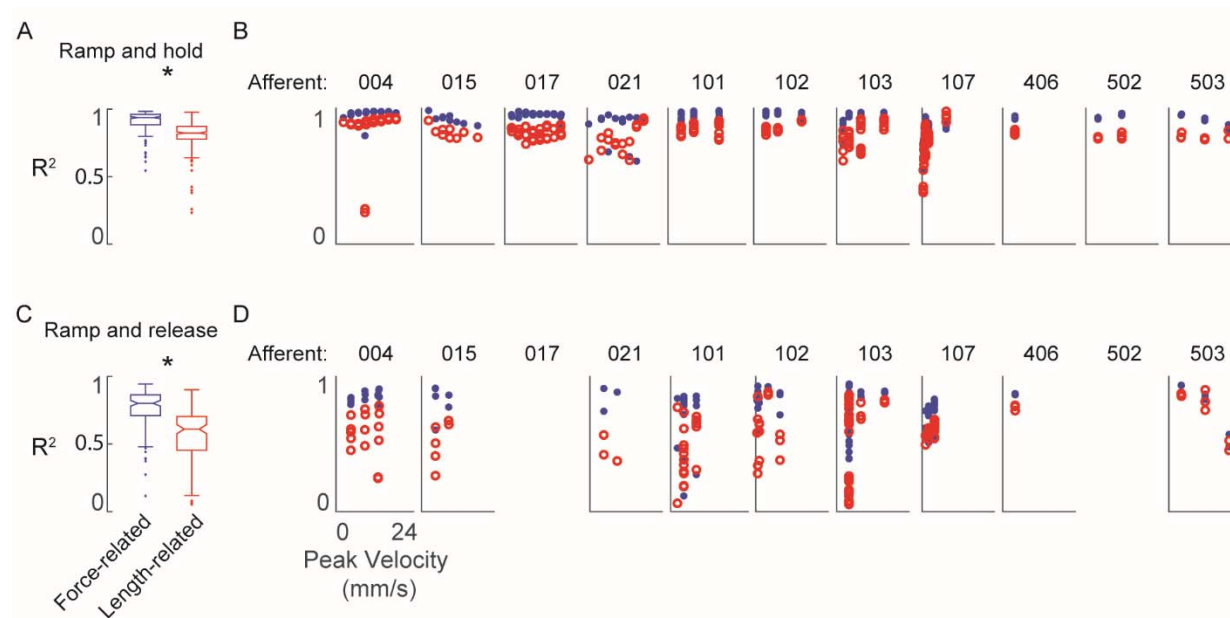 A
Ramp and hold
*
1
R²
0.5
0
B
Afferent: 004 015 017 021 101 102 103 107 406 502 503
1
0
C
Ramp and release
*
1
R²
0.5
0
Force-related
Length-related
D
Afferent: 004 015 017 021 101 102 103 107 406 502 503
1
0
0 24
Peak Velocity
(mm/s)